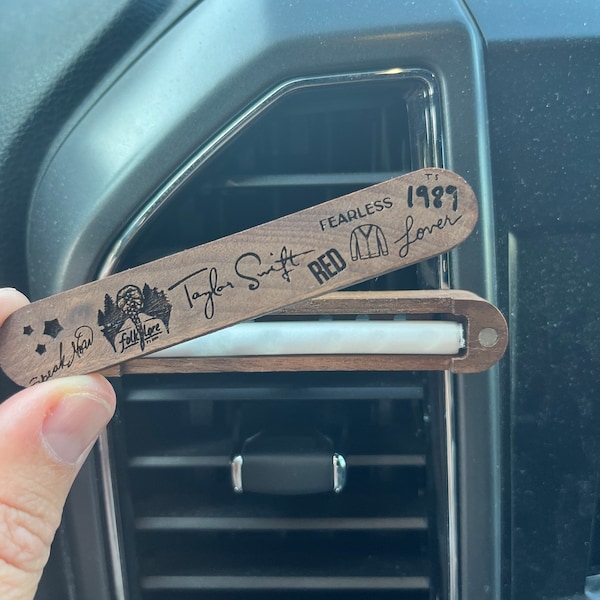 Speak Now
folklore
Taylor Swift
RED
FEARLESS
TS
1989
Lover